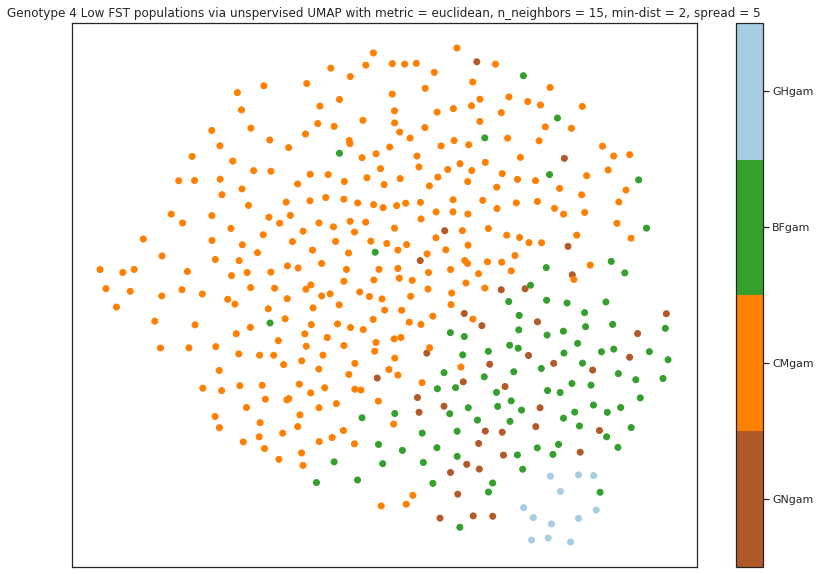 Genotype 4 Low FST populations via unspervised UMAP with metric = euclidean, n_neighbors = 15, min-dist = 2, spread = 5
GHgam
BFgam
CMgam
GNgam